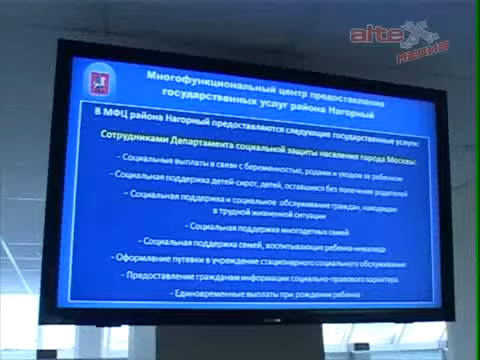 alteX
МЕДИА
Многофункциональный центр предоставления
государственных услуг района Нагорный
В МФЦ района Нагорный предоставляются следующие государственные услуги:
Сотрудниками Департамента социальной защиты населения города Москвы:
- Социальные выплаты в связи с беременностью, родами и уходом за ребенком
- Социальная поддержка детей-сирот, детей, оставшихся без попечения родителей
- Социальная поддержка и социальное обслуживание граждан, находящихся
в трудной жизненной ситуации
- Социальная поддержка многодетных семей
- Социальная поддержка семей, воспитывающих ребенка-инвалида
- Оформление путевки в учреждение стационарного социального обслуживания
- Предоставление гражданам информации социально-правового характера
- Единовременные выплаты при рождении ребенка